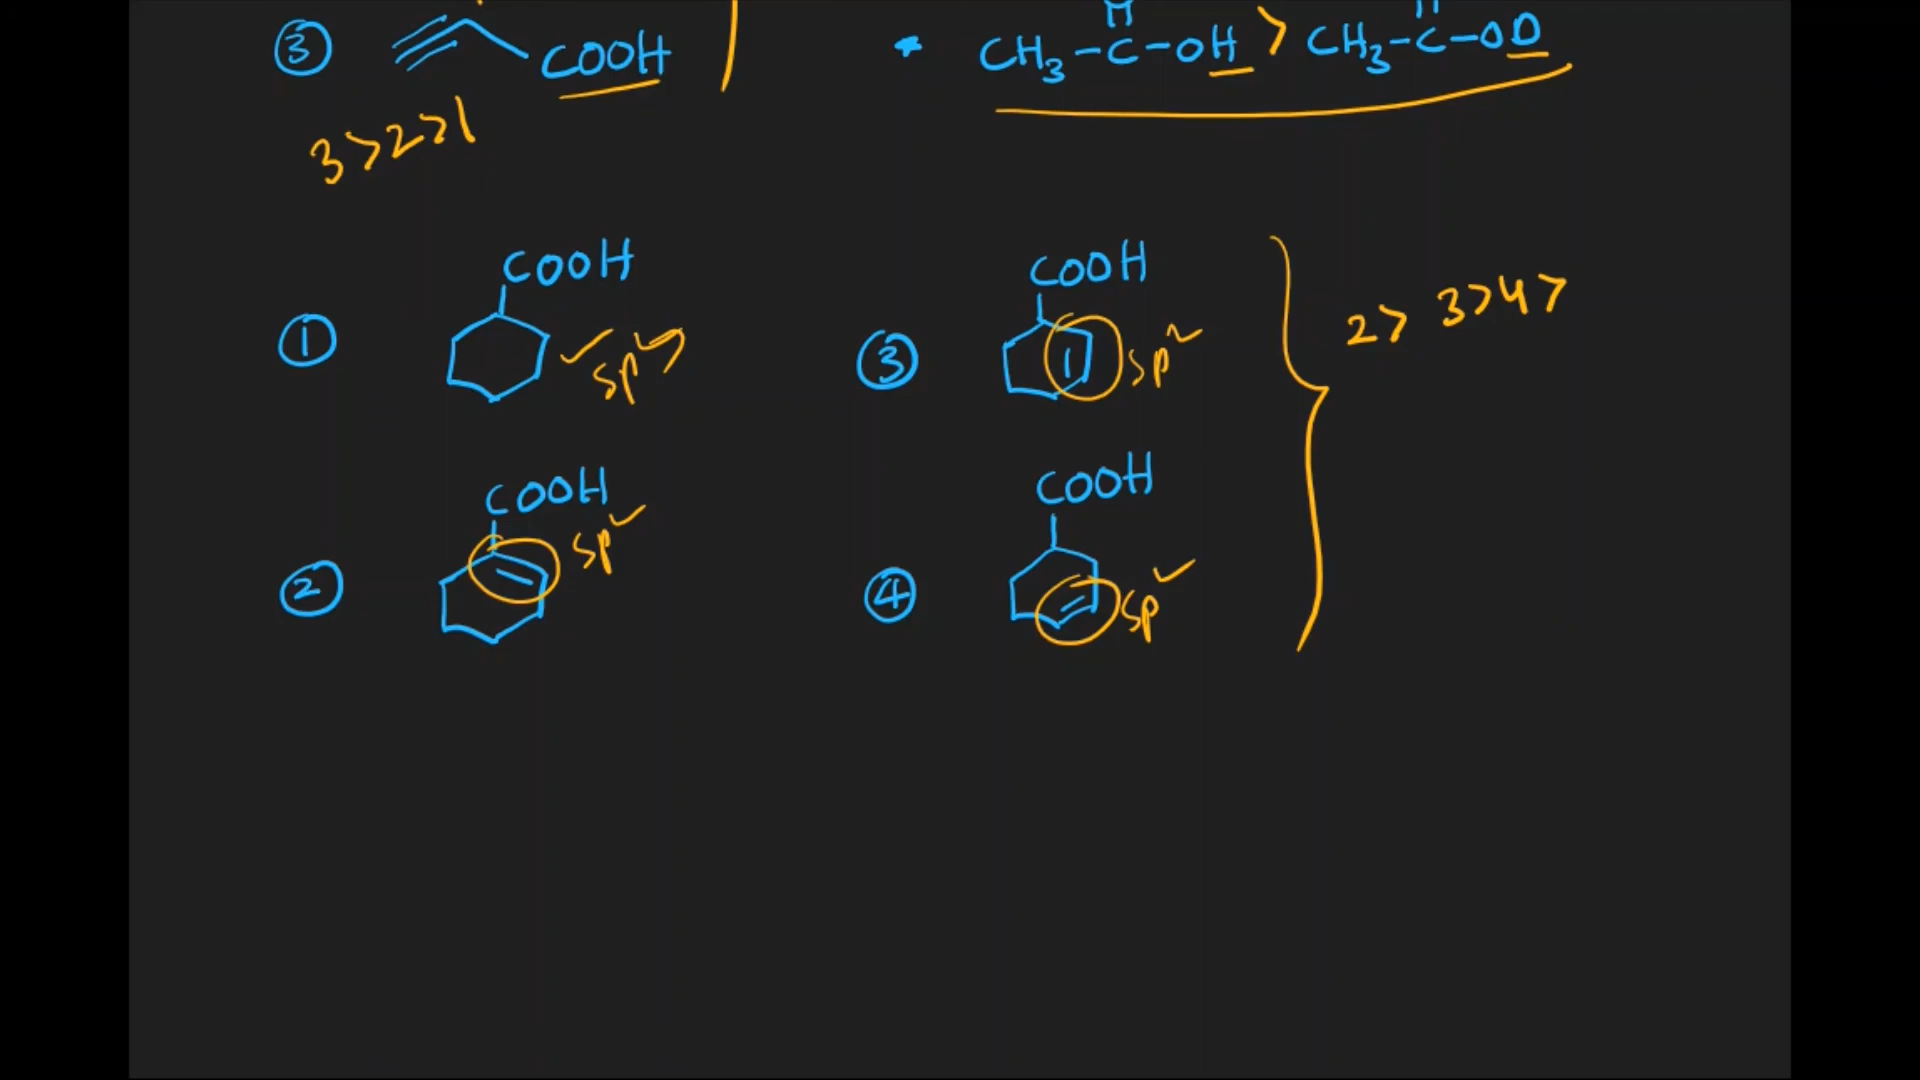 ③ COOH
• CH₃-C-OH > CH₃-C-OD
3>2>1
COOH
① sp³
COOH
③ sp²
2> 3>4>
COOH
② sp²
COOH
④ sp²